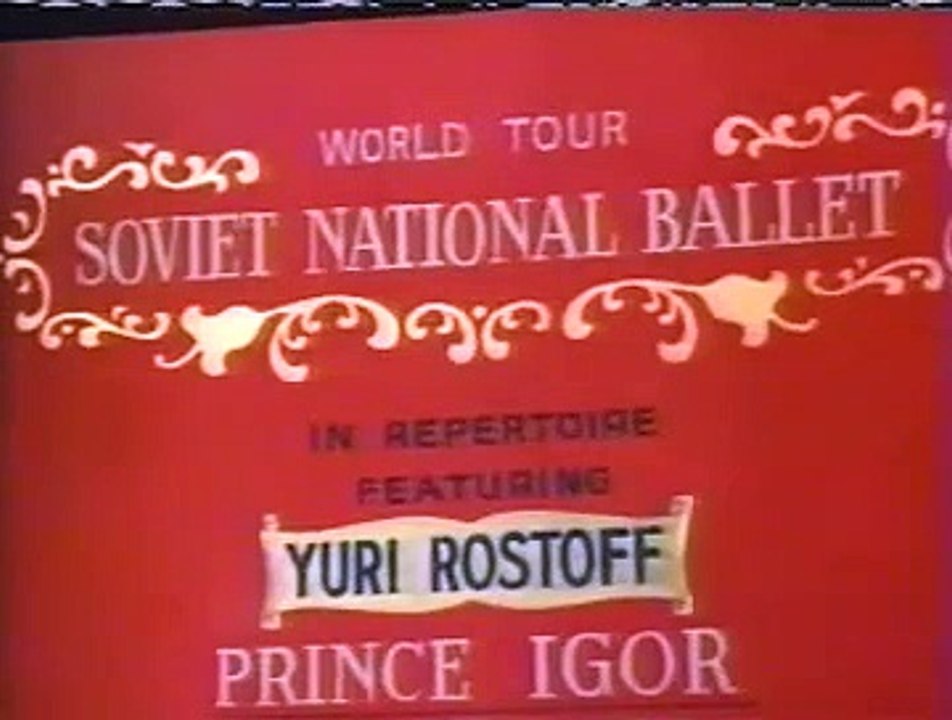 WORLD TOUR
SOVIET NATIONAL BALLET
IN REPERTOIRE
FEATURING
YURI ROSTOFF
PRINCE IGOR